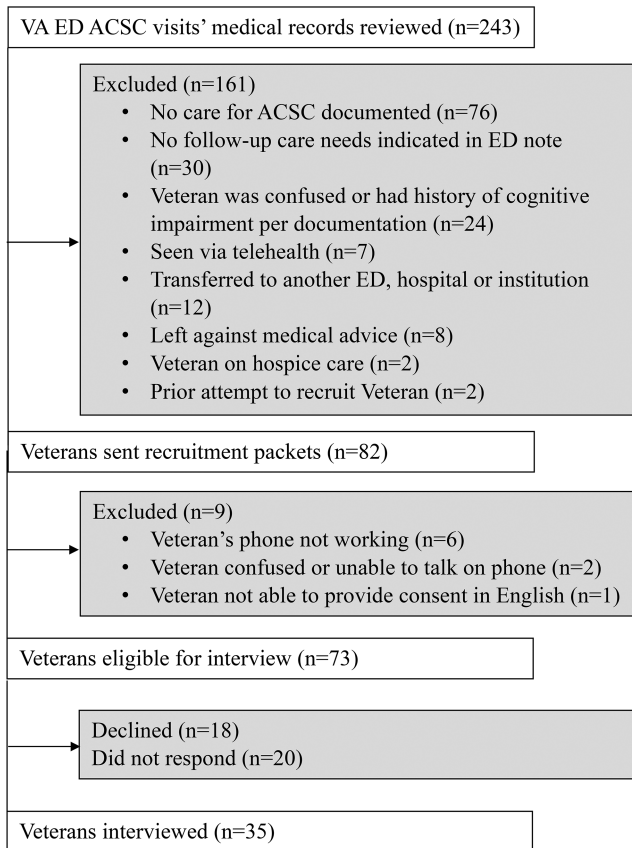 VA ED ACSC visits’ medical records reviewed (n=243)
Excluded (n=161)
• No care for ACSC documented (n=76)
• No follow-up care needs indicated in ED note
(n=30)
• Veteran was confused or had history of cognitive
impairment per documentation (n=24)
• Seen via telehealth (n=7)
• Transferred to another ED, hospital or institution
(n=12)
• Left against medical advice (n=8)
• Veteran on hospice care (n=2)
• Prior attempt to recruit Veteran (n=2)
Veterans sent recruitment packets (n=82)
Excluded (n=9)
• Veteran’s phone not working (n=6)
• Veteran confused or unable to talk on phone (n=2)
• Veteran not able to provide consent in English (n=1)
Veterans eligible for interview (n=73)
Declined (n=18)
Did not respond (n=20)
Veterans interviewed (n=35)